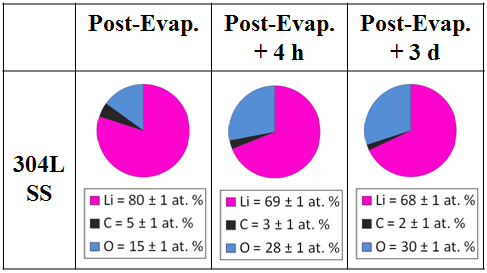 Post-Evap.
Post-Evap.
+ 4 h
Post-Evap.
+ 3 d
304L
SS
Li = 80 ± 1 at. %
C = 5 ± 1 at. %
O = 15 ± 1 at. %
Li = 69 ± 1 at. %
C = 3 ± 1 at. %
O = 28 ± 1 at. %
Li = 68 ± 1 at. %
C = 2 ± 1 at. %
O = 30 ± 1 at. %